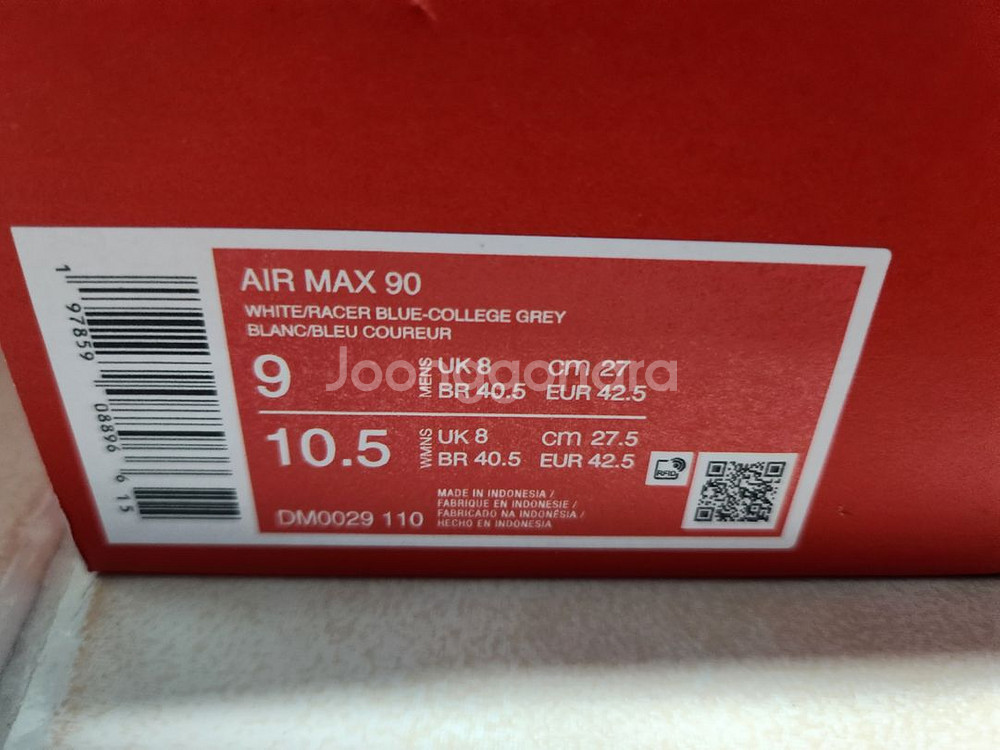 AIR MAX 90
WHITE/RACER BLUE-COLLEGE GREY
BLANC/BLEU COUREUR
9 MENS UK 8 cm 27
BR 40.5 EUR 42.5
10.5 WMNS UK 8 cm 27.5
BR 40.5 EUR 42.5
RFID
MADE IN INDONESIA /
FABRIQUE EN INDONESIE /
FABRICADO NA INDONÉSIA /
HECHO EN INDONESIA
DM0029 110
1 97859 08896 6 15
Joonggonara